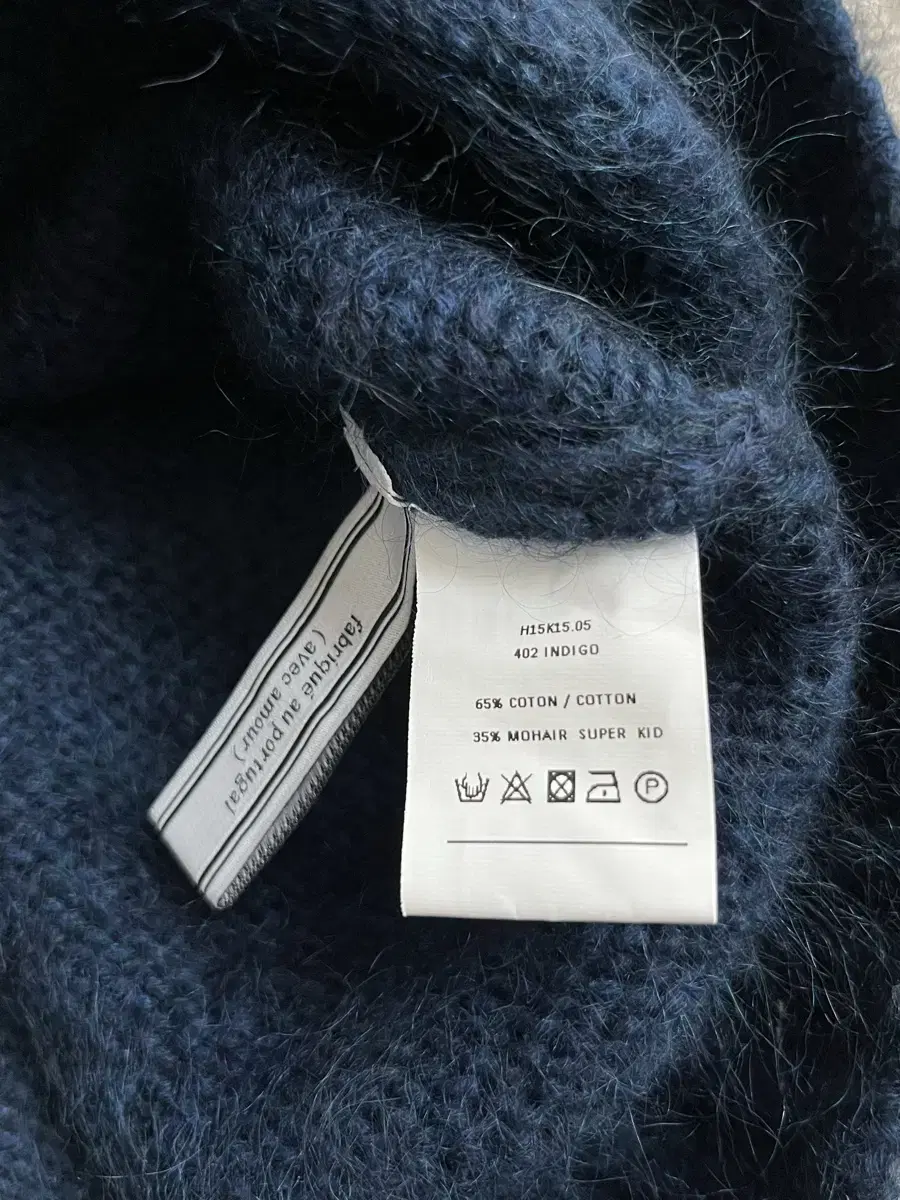 fabriqué au portugal
( avec amour )
H15K15.05
402 INDIGO
65% COTON / COTTON
35% MOHAIR SUPER KID
P